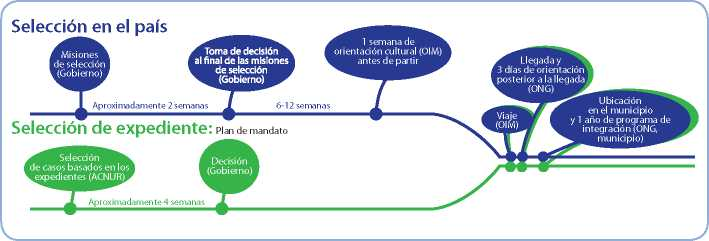 Selección en el país
Misiones
de selección
(Gobierno)
Toma de decisión
al final de las misiones
de selección
(Gobierno)
1 semana de
orientación cultural (OIM)
antes de partir
Llegada y
3 días de orientación
posterior a la llegada
(ONG)
Aproximadamente 2 semanas
6-12 semanas
Viaje
(OIM)
Ubicación
en el municipio
y 1 año de programa de
integración (ONG,
municipio)
Selección de expediente: Plan de mandato
Selección
de casos basados en los
expedientes (ACNUR)
Decisión
(Gobierno)
Aproximadamente 4 semanas